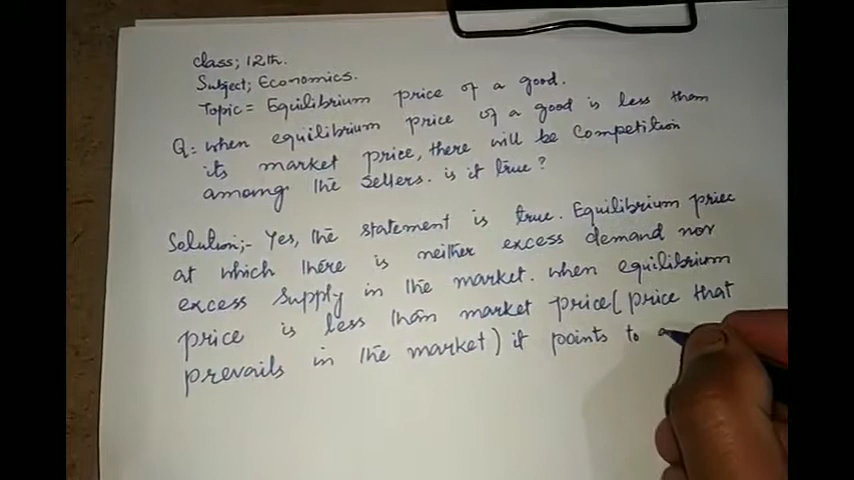 Class; 12th.
Subject; Economics.
Topic = Equilibrium price of a good.
Q: when equilibrium price of a good is less than
its market price, there will be competition
among the sellers. is it true?
Solution;- Yes, the statement is true. Equilibrium priec
at which there is neither excess demand nor
excess supply in the market. when equilibrium
price is less than market price (price that
prevails in the market) it points to